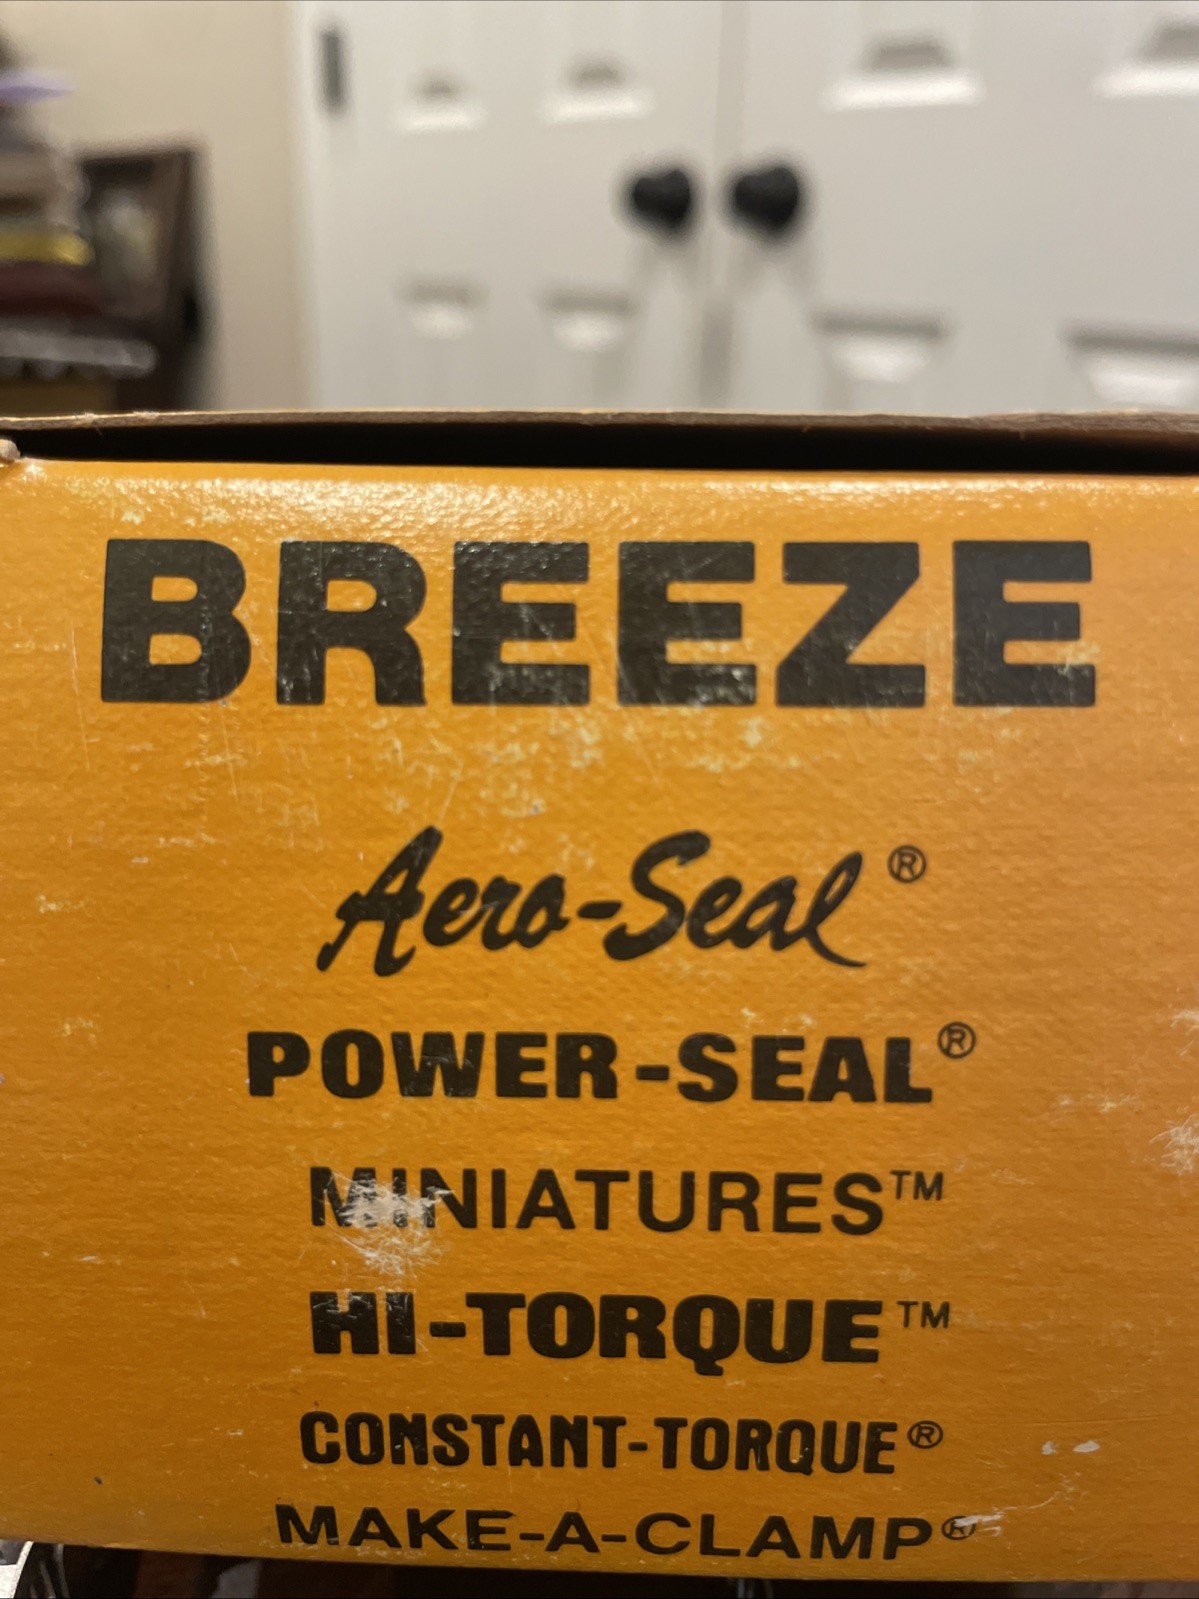 BREEZE
Aero-Seal®
POWER-SEAL®
MINIATURES™
HI-TORQUE™
CONSTANT-TORQUE®
MAKE-A-CLAMP®